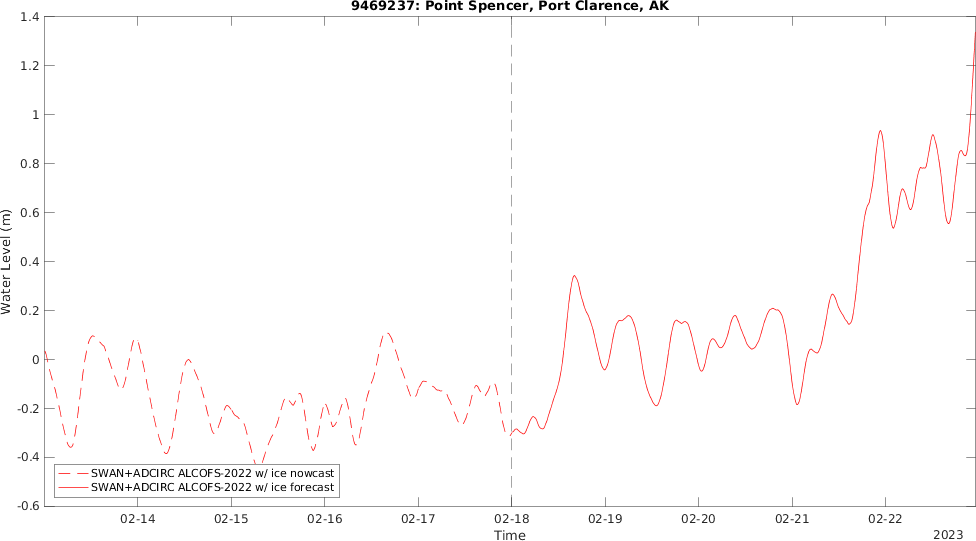 9469237: Point Spencer, Port Clarence, AK
1.4
1.2
1
0.8
0.6
0.4
0.2
0
-0.2
-0.4
-0.6
Water Level (m)
SWAN+ADCIRC ALCOFS-2022 w/ ice nowcast
SWAN+ADCIRC ALCOFS-2022 w/ ice forecast
02-14 02-15 02-16 02-17 02-18 02-19 02-20 02-21 02-22
Time
2023